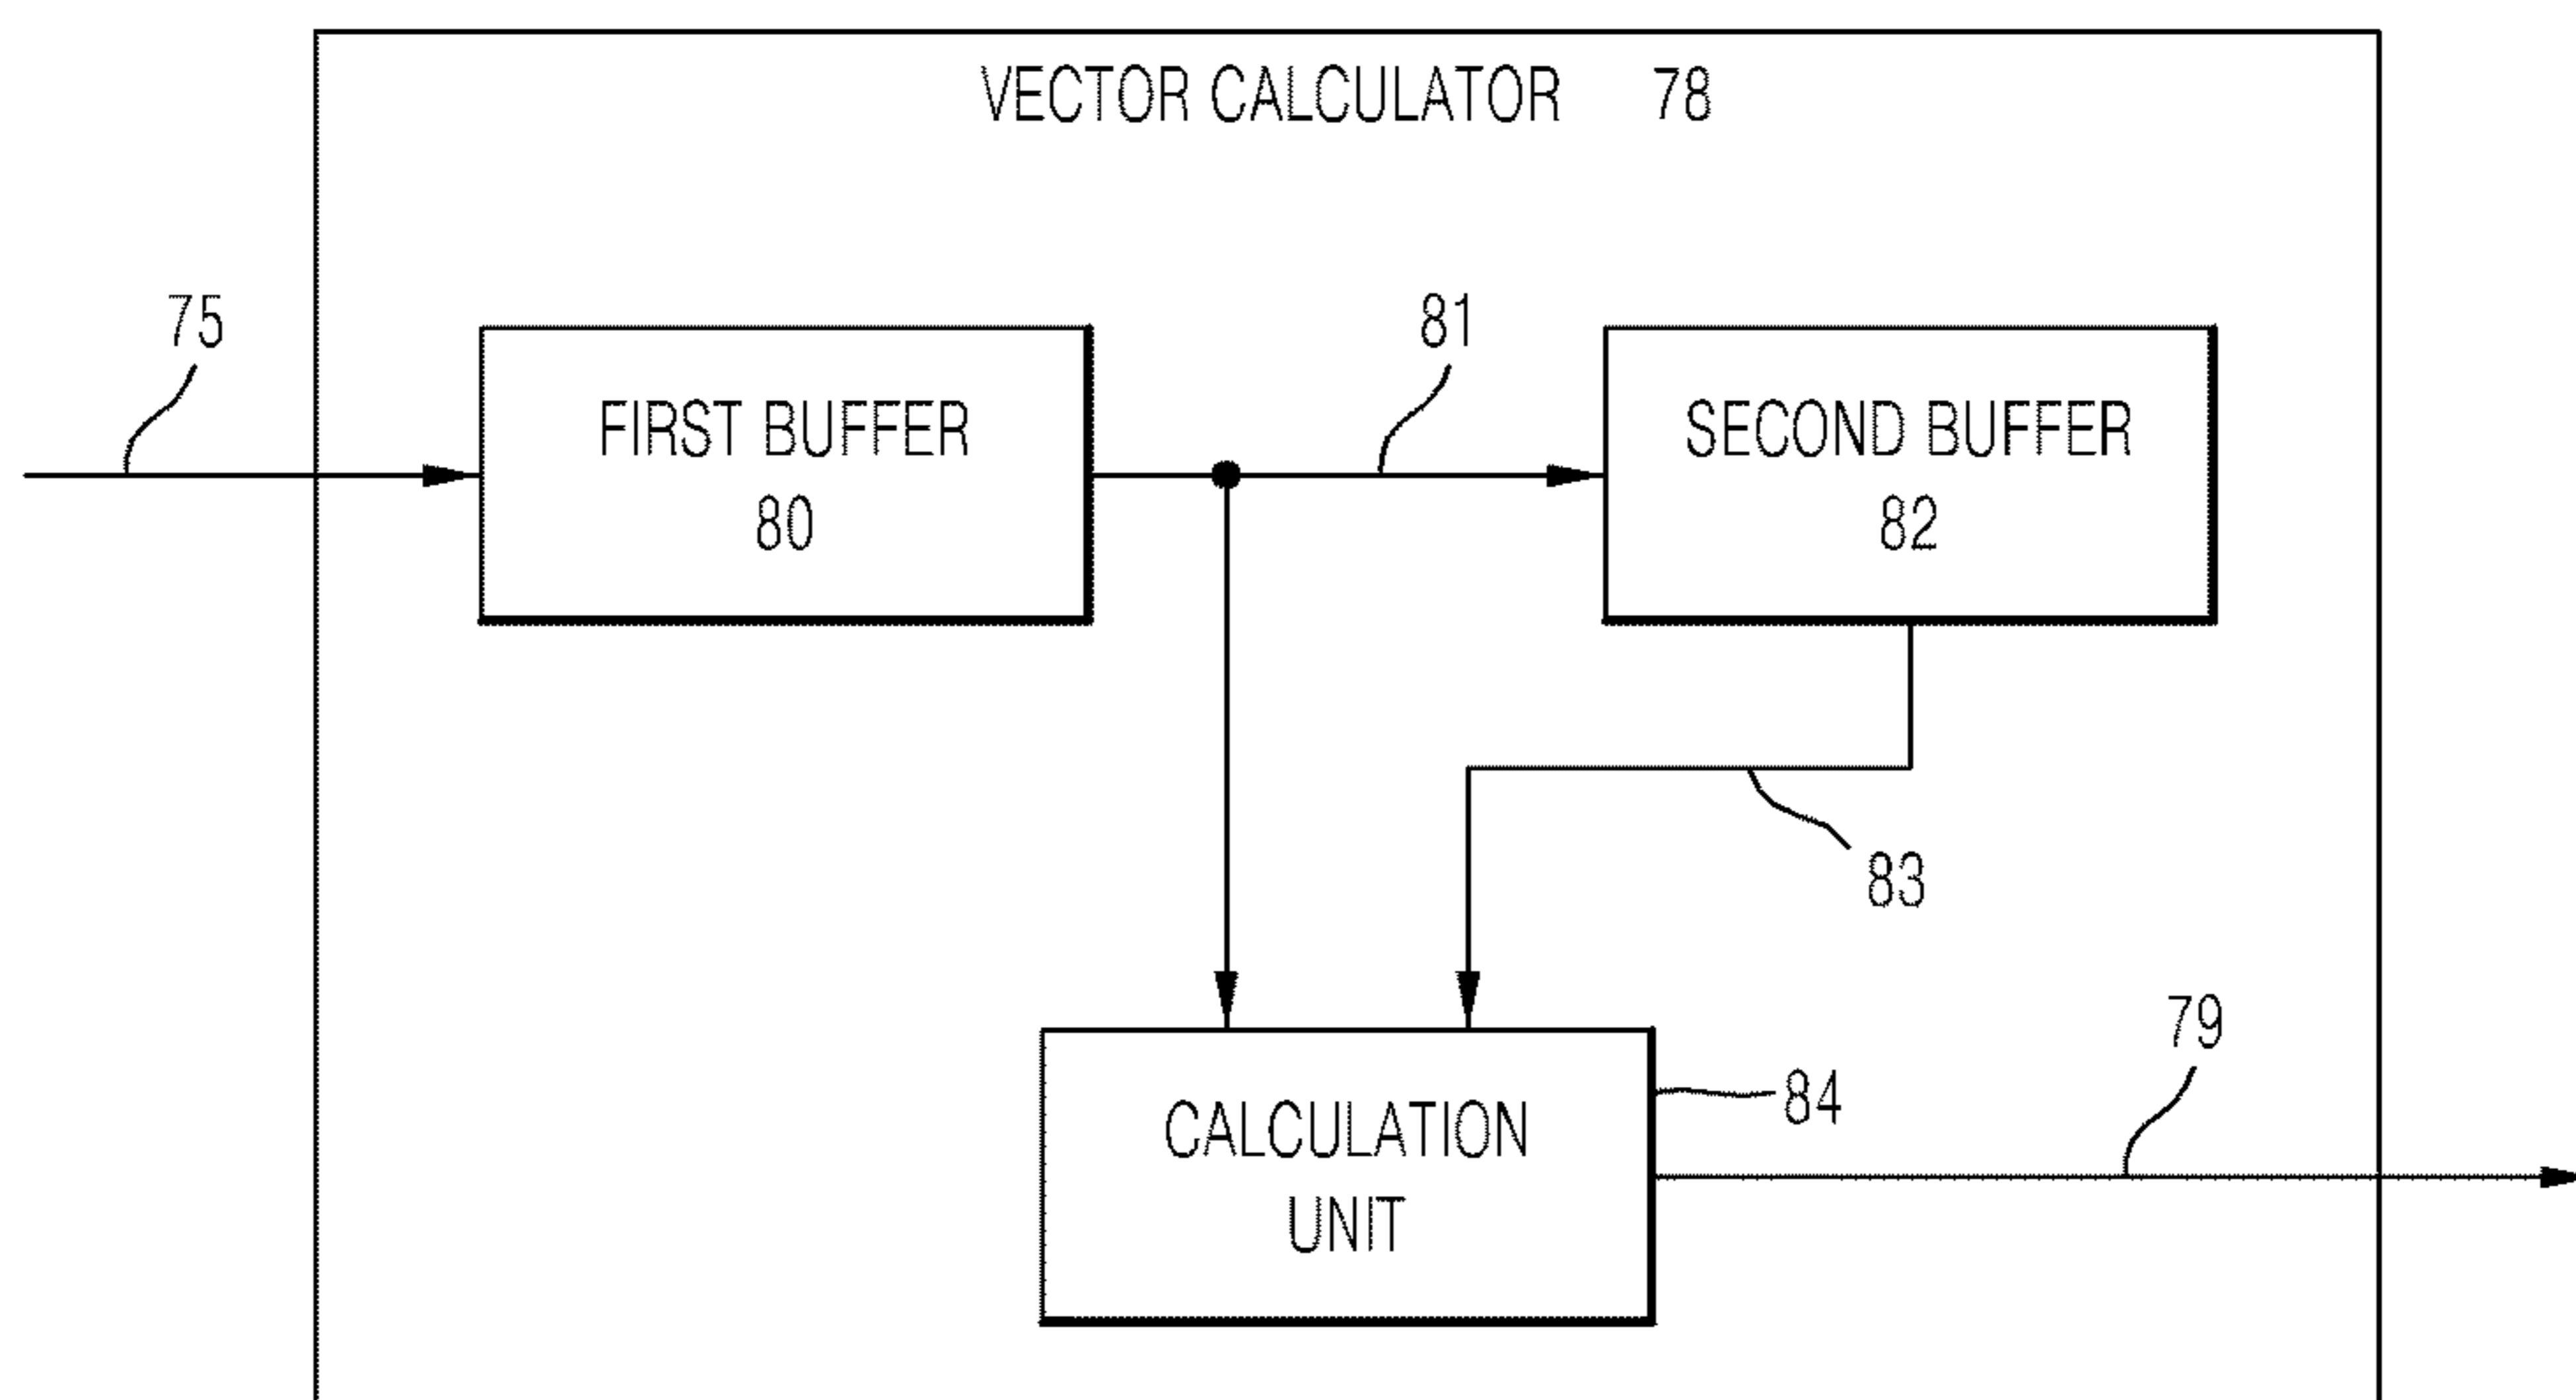 VECTOR CALCULATOR 78
75
81
FIRST BUFFER
80
SECOND BUFFER
82
83
79
84
CALCULATION
UNIT